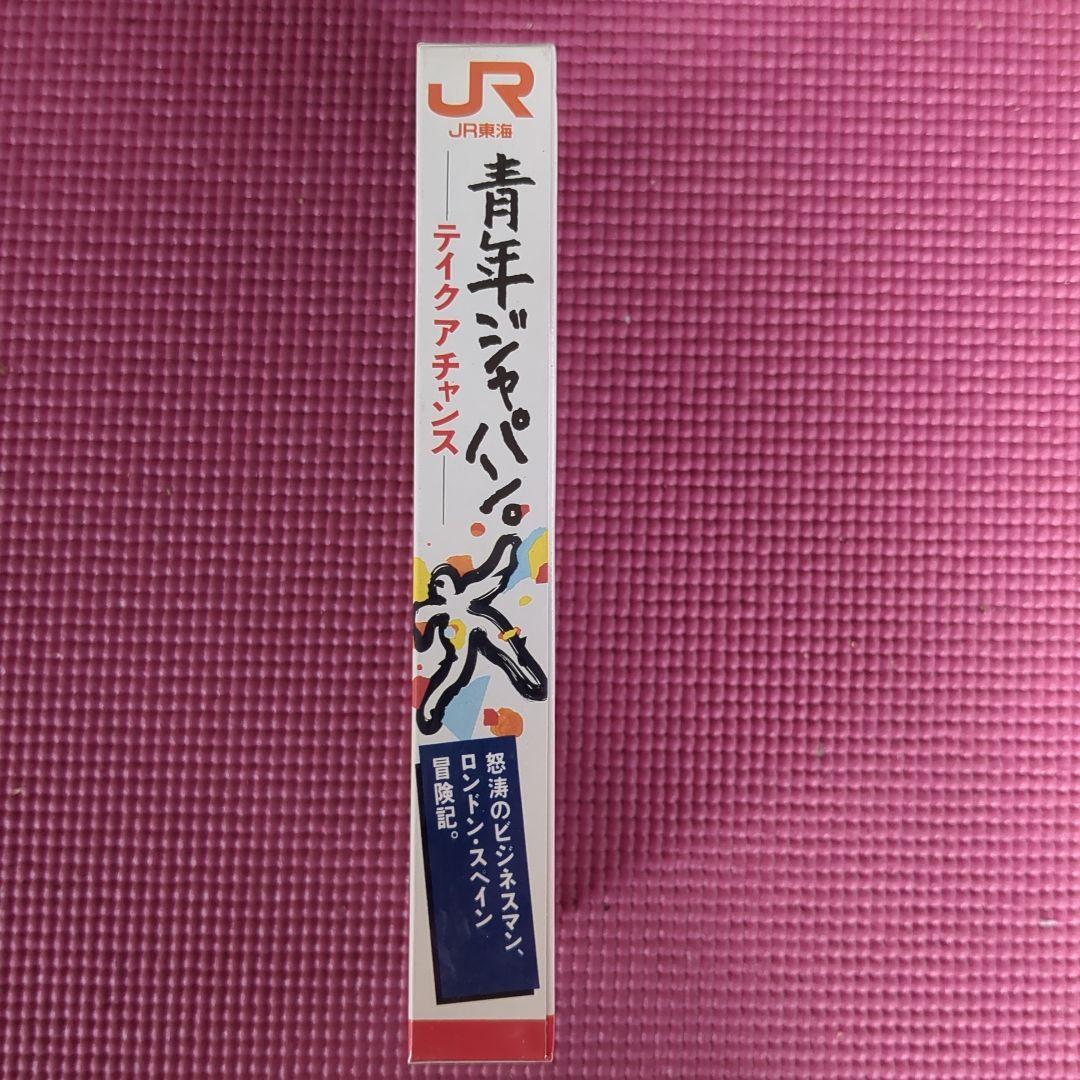 JR
JR東海
青年ジャパーン。
テイク ア チャンス
怒涛のビジネスマン、
ロンドン・スペイン
冒険記。